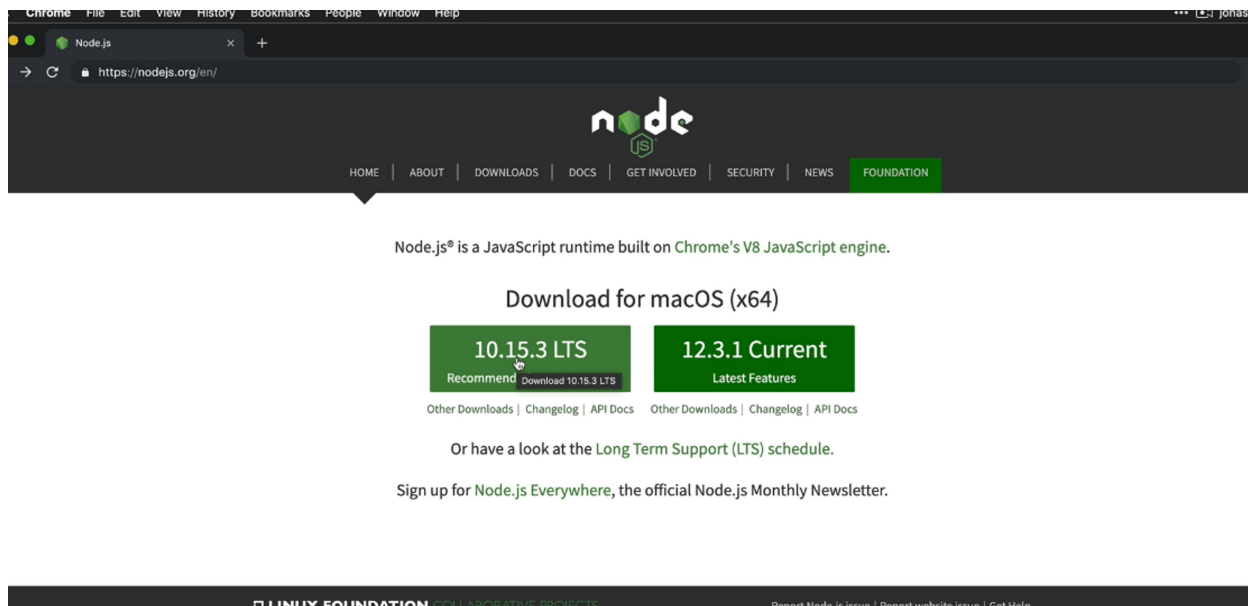 Chrome File Edit View History Bookmarks People Window Help jonas
Node.js
https://nodejs.org/en/
node
JS
HOME | ABOUT | DOWNLOADS | DOCS | GET INVOLVED | SECURITY | NEWS FOUNDATION
Node.js® is a JavaScript runtime built on Chrome's V8 JavaScript engine.
Download for macOS (x64)
10.15.3 LTS 12.3.1 Current
Recommend Download 10.15.3 LTS Latest Features
Other Downloads | Changelog | API Docs Other Downloads | Changelog | API Docs
Or have a look at the Long Term Support (LTS) schedule.
Sign up for Node.js Everywhere, the official Node.js Monthly Newsletter.
LINUX FOUNDATION COLLABORATIVE PROJECTS Report Node.js issue | Report website issue | Get Help